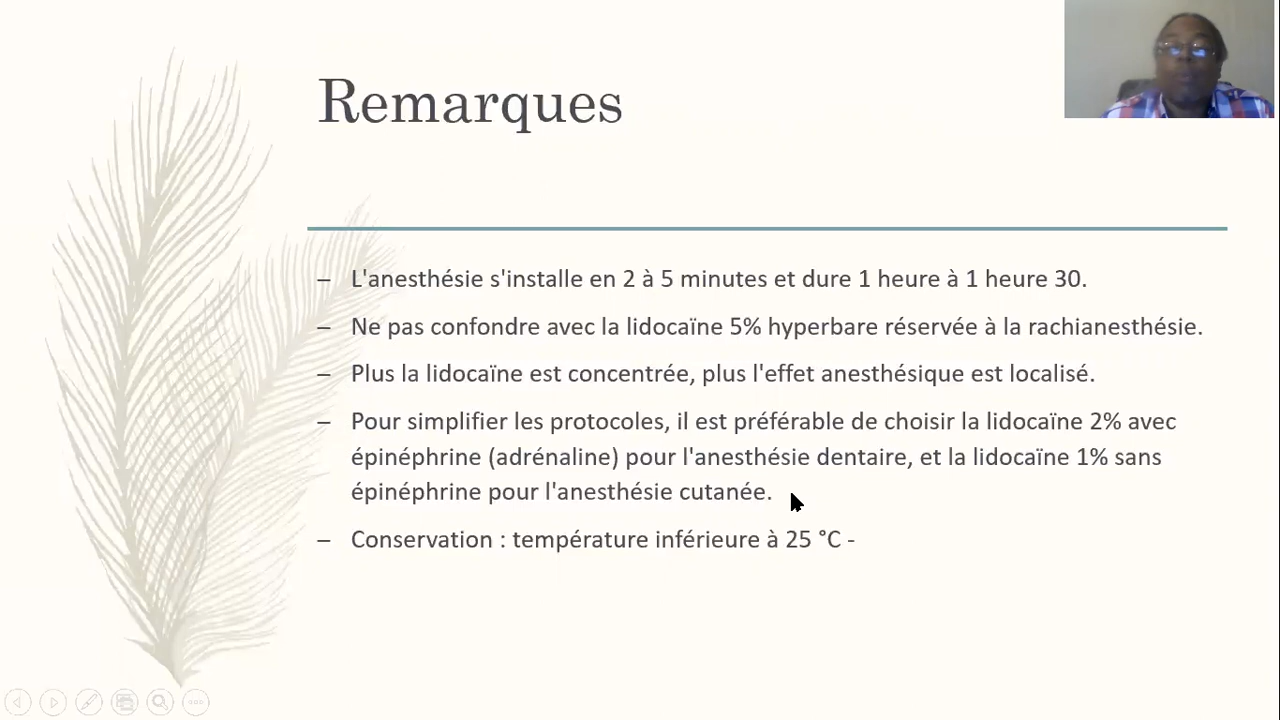 Remarques
– L'anesthésie s'installe en 2 à 5 minutes et dure 1 heure à 1 heure 30.
– Ne pas confondre avec la lidocaïne 5% hyperbare réservée à la rachianesthésie.
– Plus la lidocaïne est concentrée, plus l'effet anesthésique est localisé.
– Pour simplifier les protocoles, il est préférable de choisir la lidocaïne 2% avec
épinéphrine (adrénaline) pour l'anesthésie dentaire, et la lidocaïne 1% sans
épinéphrine pour l'anesthésie cutanée.
– Conservation : température inférieure à 25 °C -